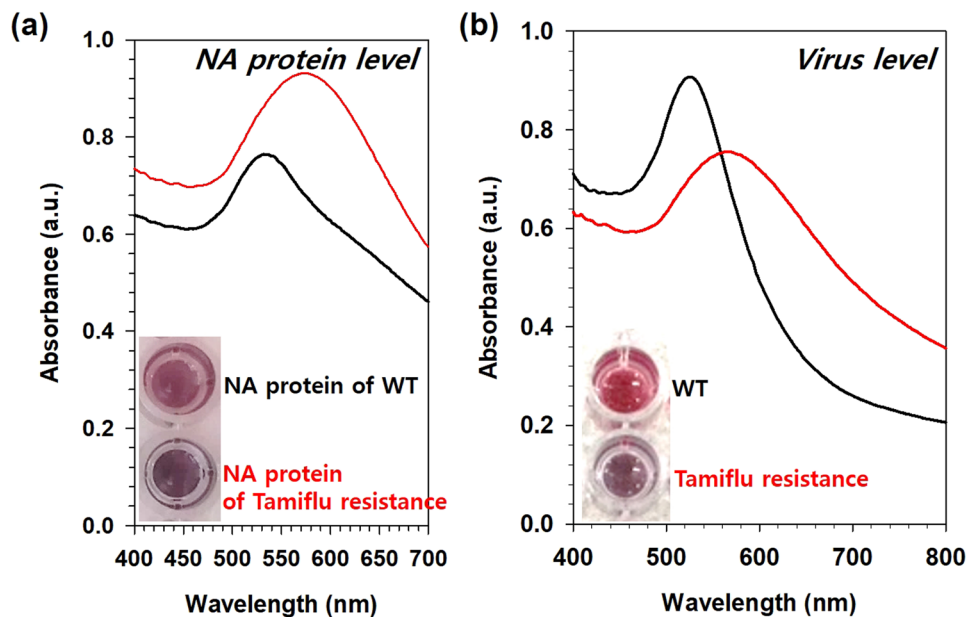 (a)
NA protein level
1.0
0.8
0.6
0.4
0.2
0.0
Absorbance (a.u.)
NA protein of WT
NA protein
of Tamiflu resistance
400 450 500 550 600 650 700
Wavelength (nm)
(b)
Virus level
1.0
0.8
0.6
0.4
0.2
0.0
Absorbance (a.u.)
WT
Tamiflu resistance
400 500 600 700 800
Wavelength (nm)